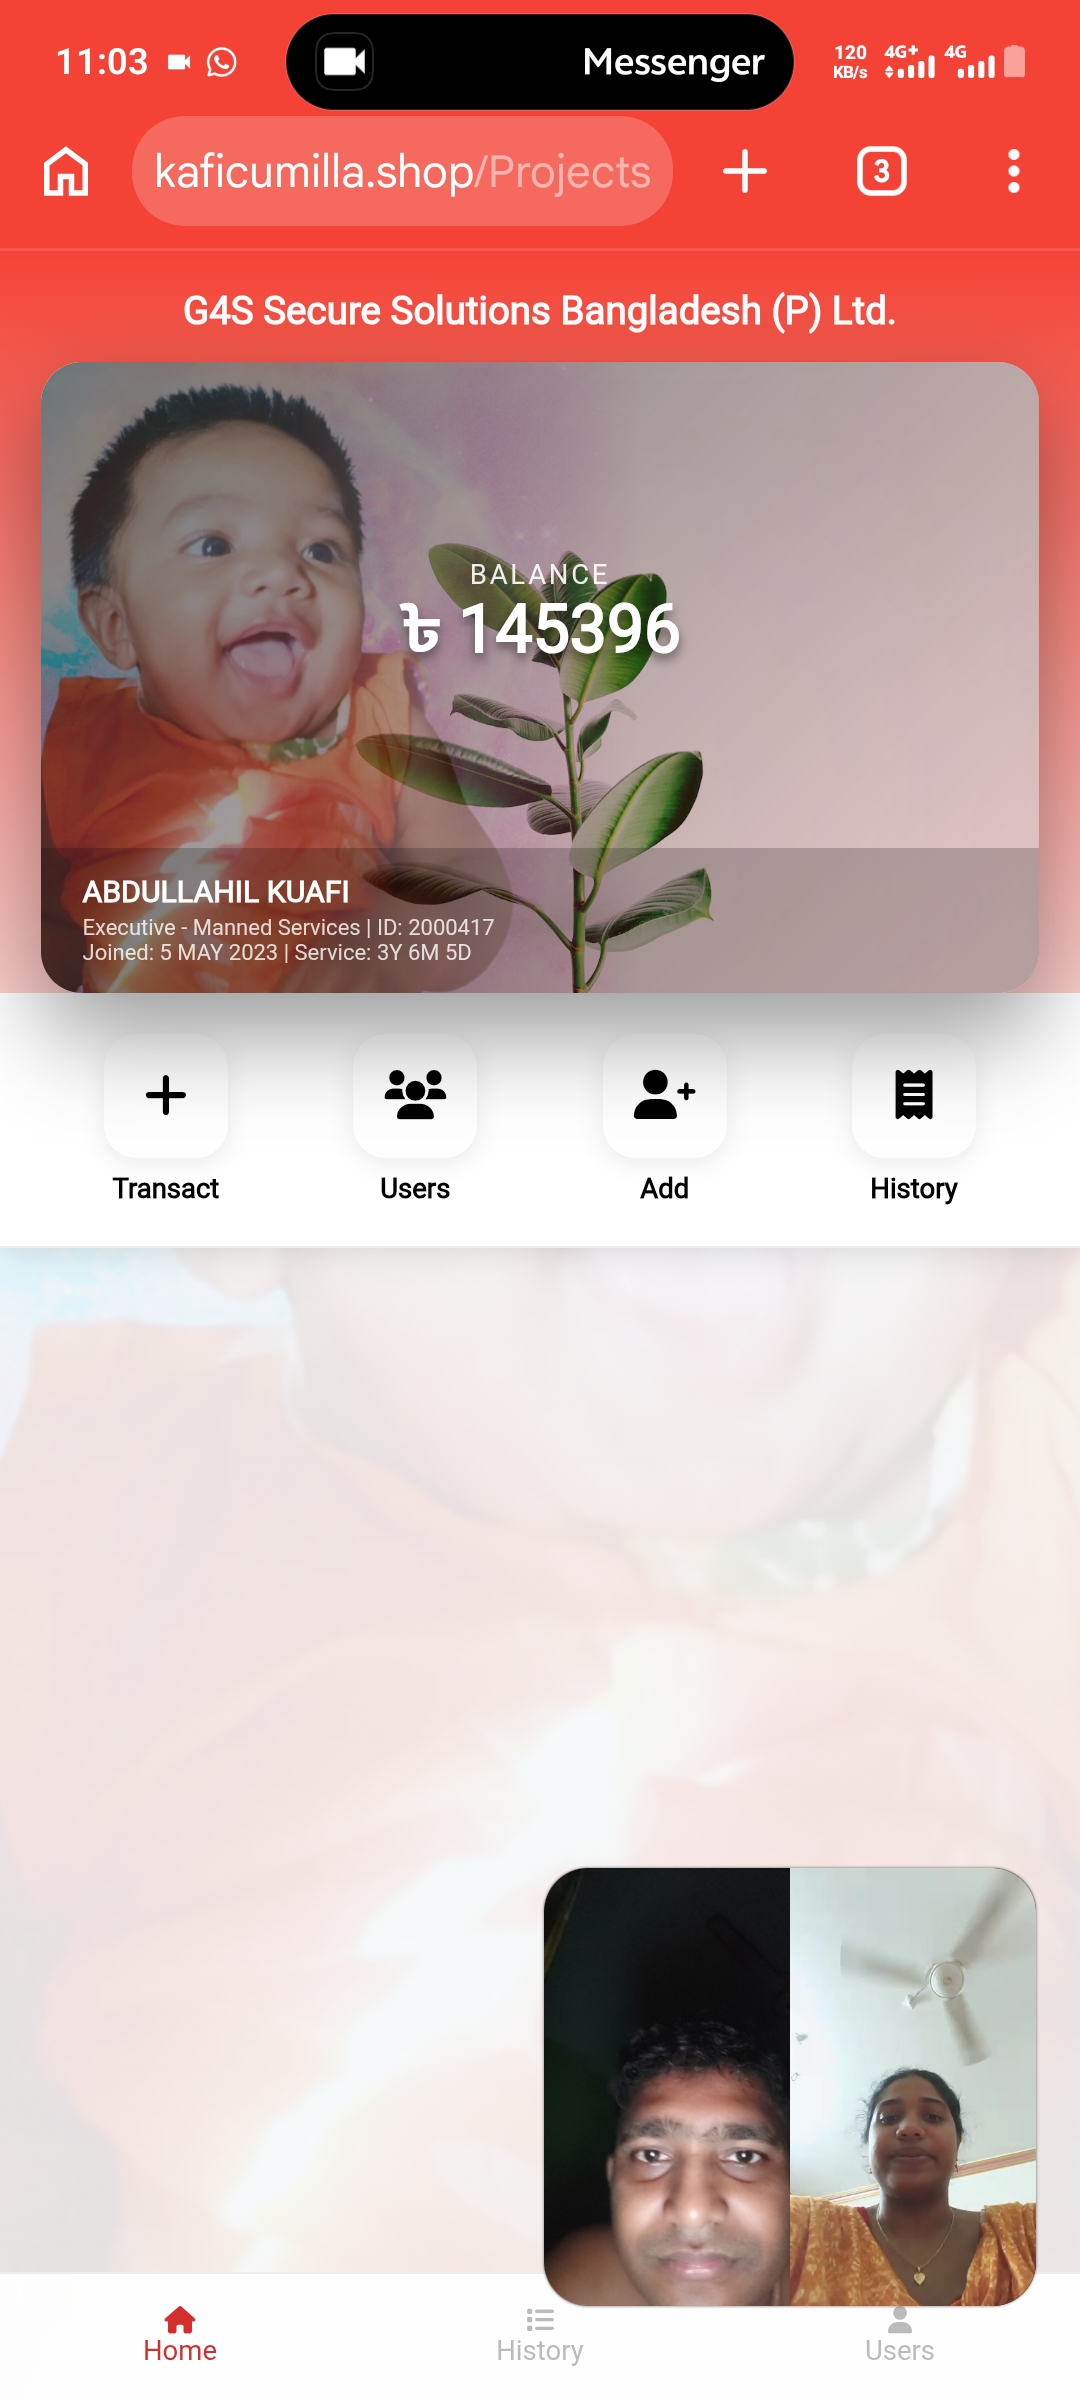 11:03
Messenger
120 KB/s 4G+ 4G
kaficumilla.shop/Projects
3
G4S Secure Solutions Bangladesh (P) Ltd.
BALANCE
৳ 145396
ABDULLAHIL KUAFI
Executive - Manned Services | ID: 2000417
Joined: 5 MAY 2023 | Service: 3Y 6M 5D
Transact Users Add History
Home History Users